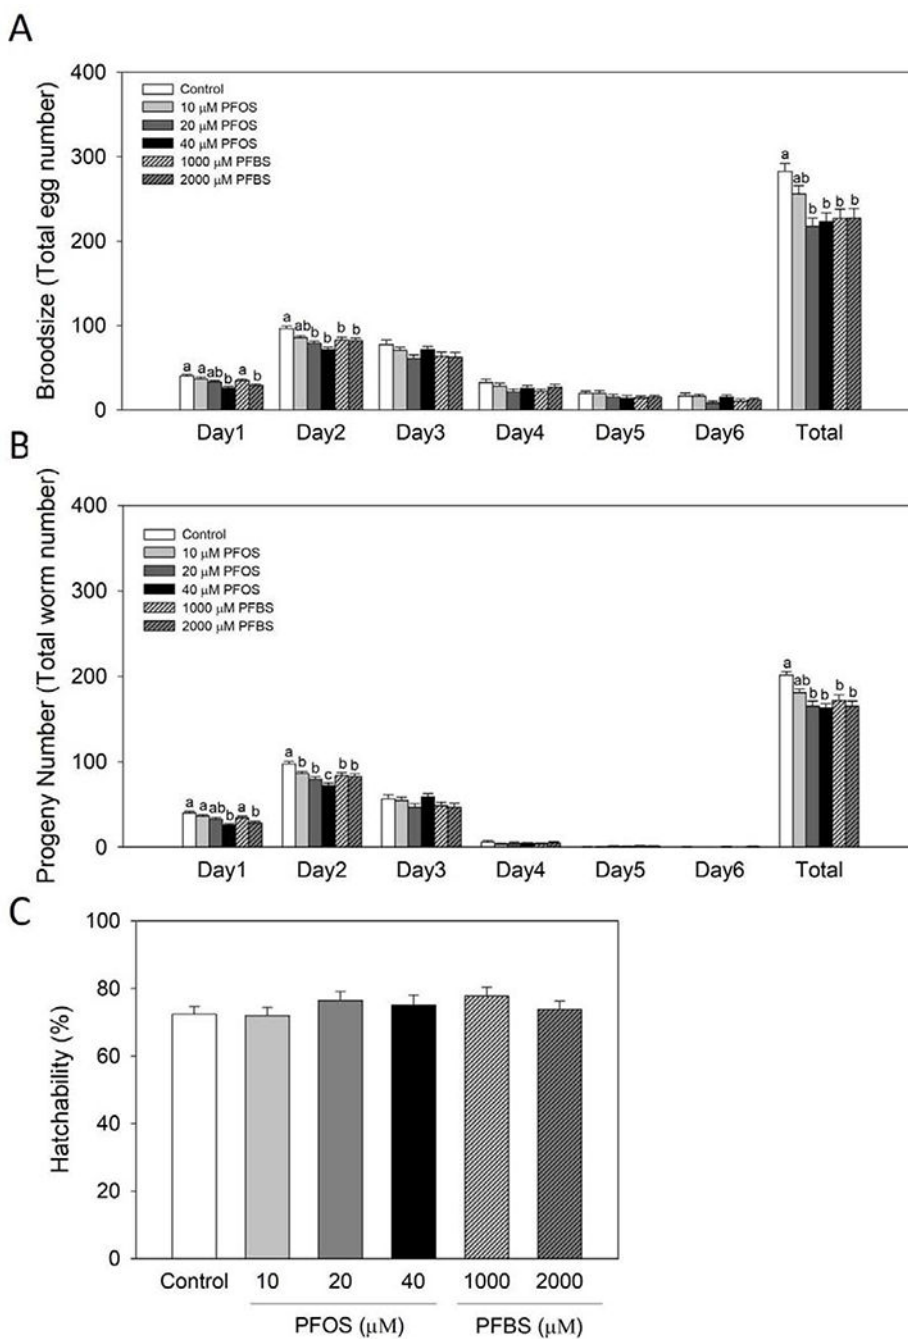 A
Broodsize (Total egg number)
400
300
200
100
0
Control
10 μM PFOS
20 μM PFOS
40 μM PFOS
1000 μM PFBS
2000 μM PFBS
a a ab b a b
a ab b b b b
a ab b b b b
Day1 Day2 Day3 Day4 Day5 Day6 Total
B
Progeny Number (Total worm number)
400
300
200
100
0
Control
10 μM PFOS
20 μM PFOS
40 μM PFOS
1000 μM PFBS
2000 μM PFBS
a a ab b a b
a b b c b b
a ab b b b b
Day1 Day2 Day3 Day4 Day5 Day6 Total
C
Hatchability (%)
100
80
60
40
20
0
Control 10 20 40 1000 2000
PFOS (μM) PFBS (μM)